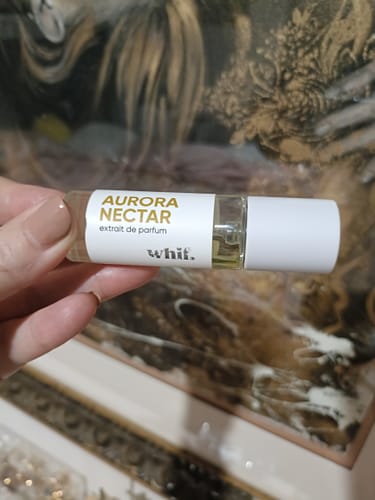 AURORA
NECTAR
extrait de parfum
whif.